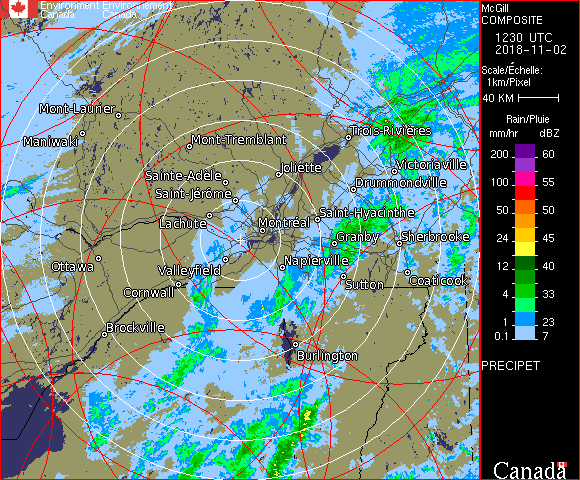 Environment Environnement
Canada Canada
McGill
COMPOSITE
1230 UTC
2018-11-02
Scale/Échelle:
1km/Pixel
40 KM
Rain/Pluie
mm/hr dBZ
200 60
100 55
50 50
24 45
12 40
8 36
4 33
1 23
0.1 7
PRECIPET
Canada
Mont-Laurier
Maniwaki
Mont-Tremblant
Trois-Rivières
Joliette
Victoriaville
Sainte-Adèle
Drummondville
Saint-Jérôme
Saint-Hyacinthe
Lachute
Montréal
Granby
Sherbrooke
Ottawa
Valleyfield
Napierville
Coaticook
Cornwall
Sutton
Brockville
Burlington